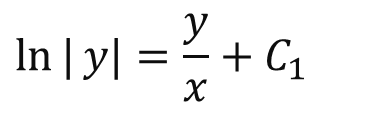 ln |y| = y/x + C₁